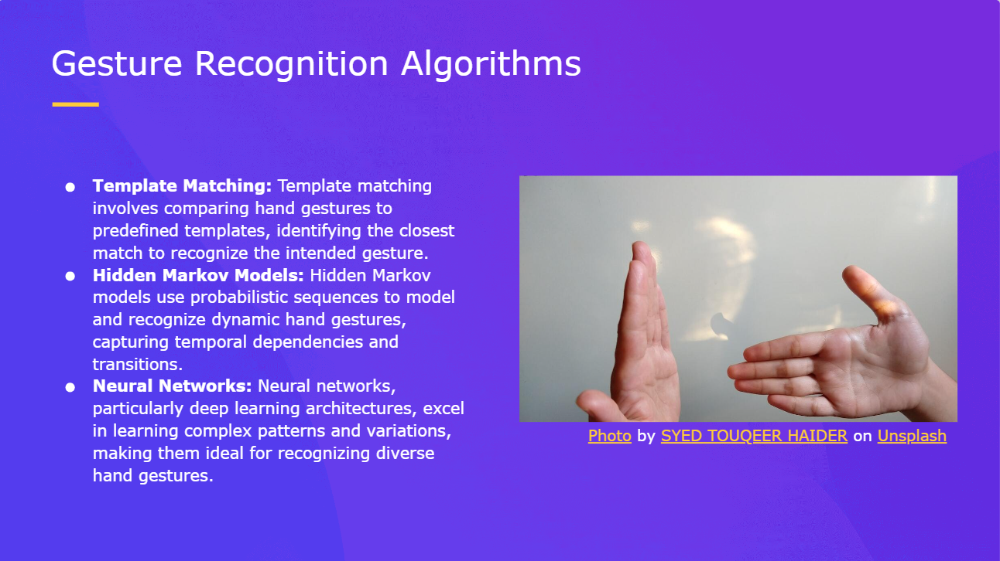 Gesture Recognition Algorithms
● Template Matching: Template matching
involves comparing hand gestures to
predefined templates, identifying the closest
match to recognize the intended gesture.
● Hidden Markov Models: Hidden Markov
models use probabilistic sequences to model
and recognize dynamic hand gestures,
capturing temporal dependencies and
transitions.
● Neural Networks: Neural networks,
particularly deep learning architectures, excel
in learning complex patterns and variations,
making them ideal for recognizing diverse
hand gestures.
Photo by SYED TOUQEER HAIDER on Unsplash